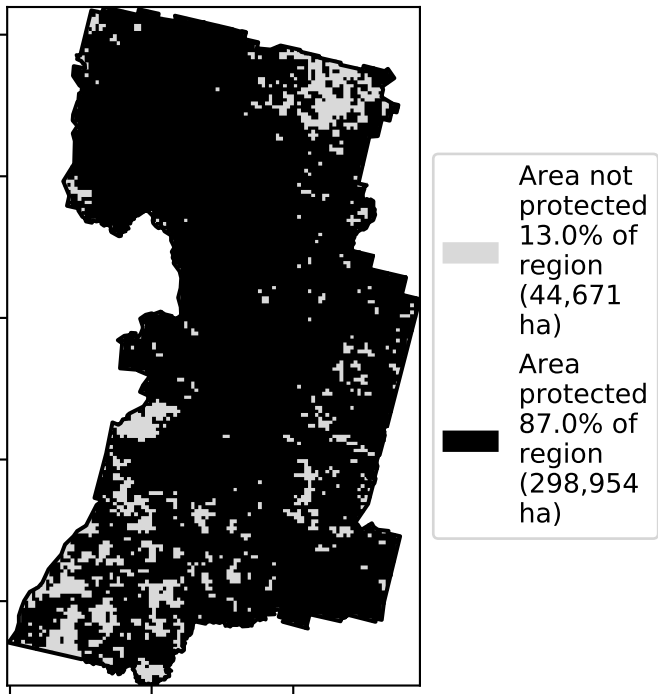 Area not
protected
13.0% of
region
(44,671
ha)
Area
protected
87.0% of
region
(298,954
ha)